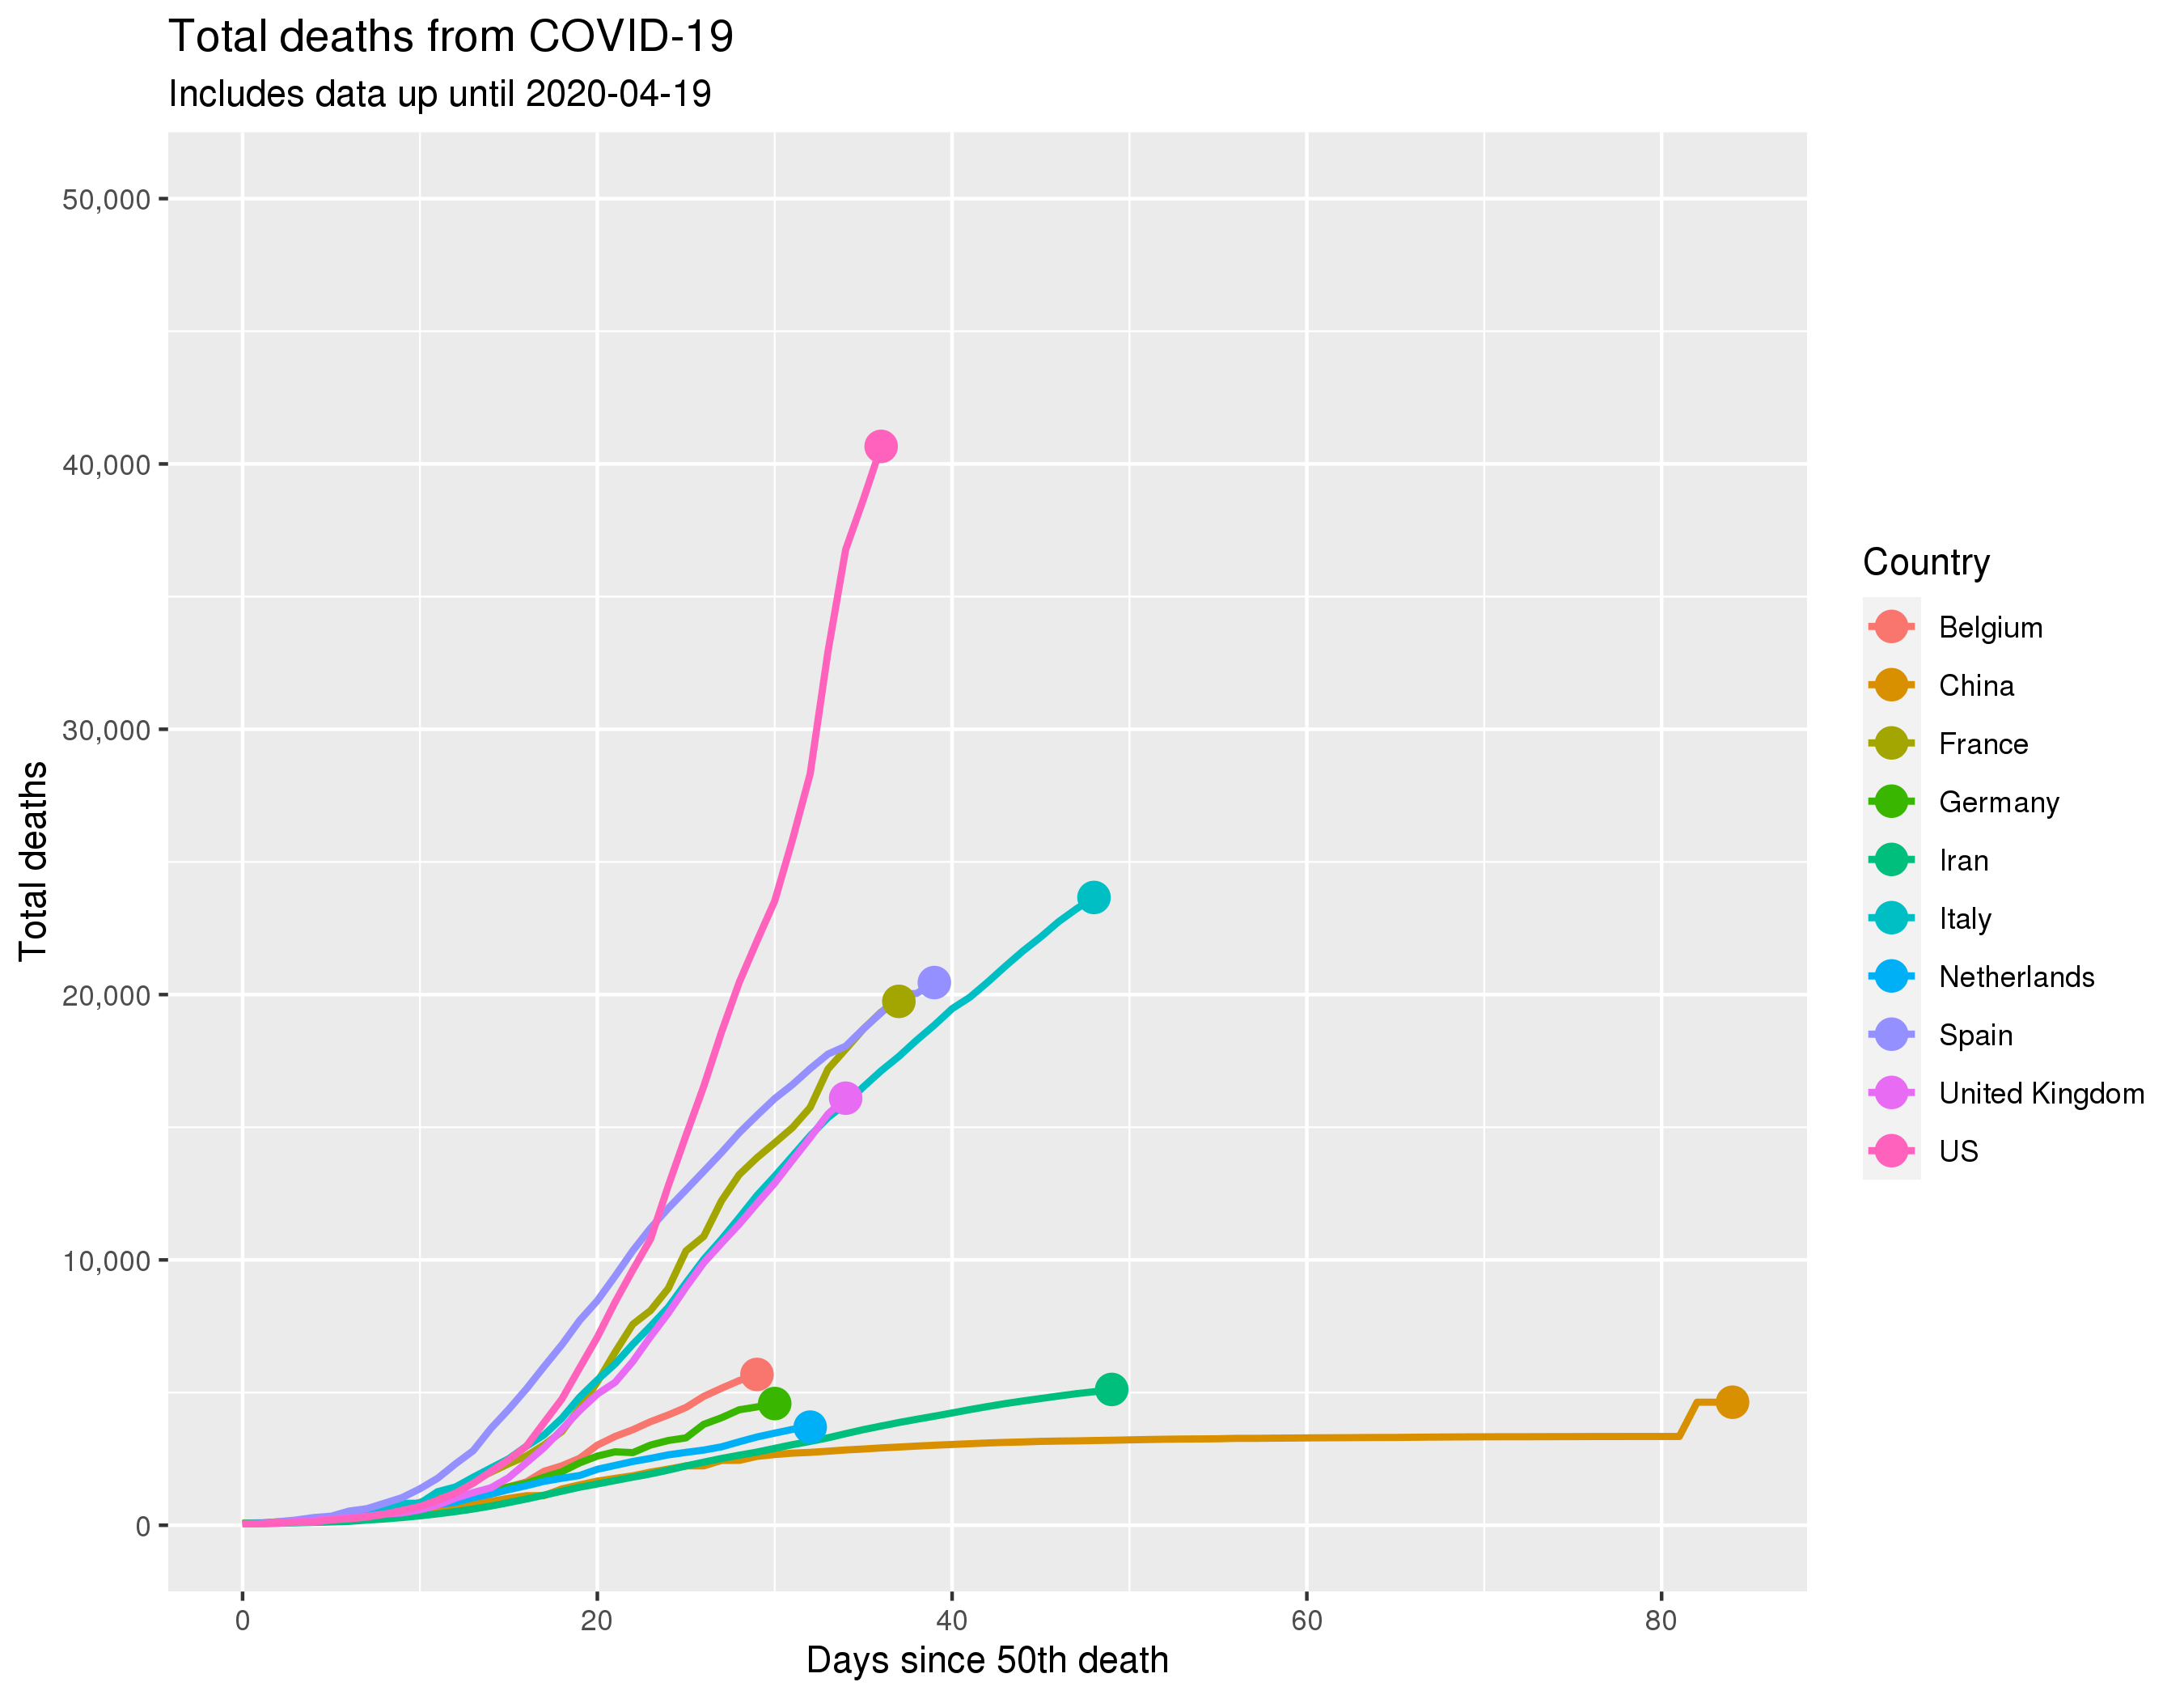 Total deaths from COVID-19
Includes data up until 2020-04-19
Total deaths
50,000
40,000
30,000
20,000
10,000
0
0 20 40 60 80
Days since 50th death
Country
Belgium
China
France
Germany
Iran
Italy
Netherlands
Spain
United Kingdom
US